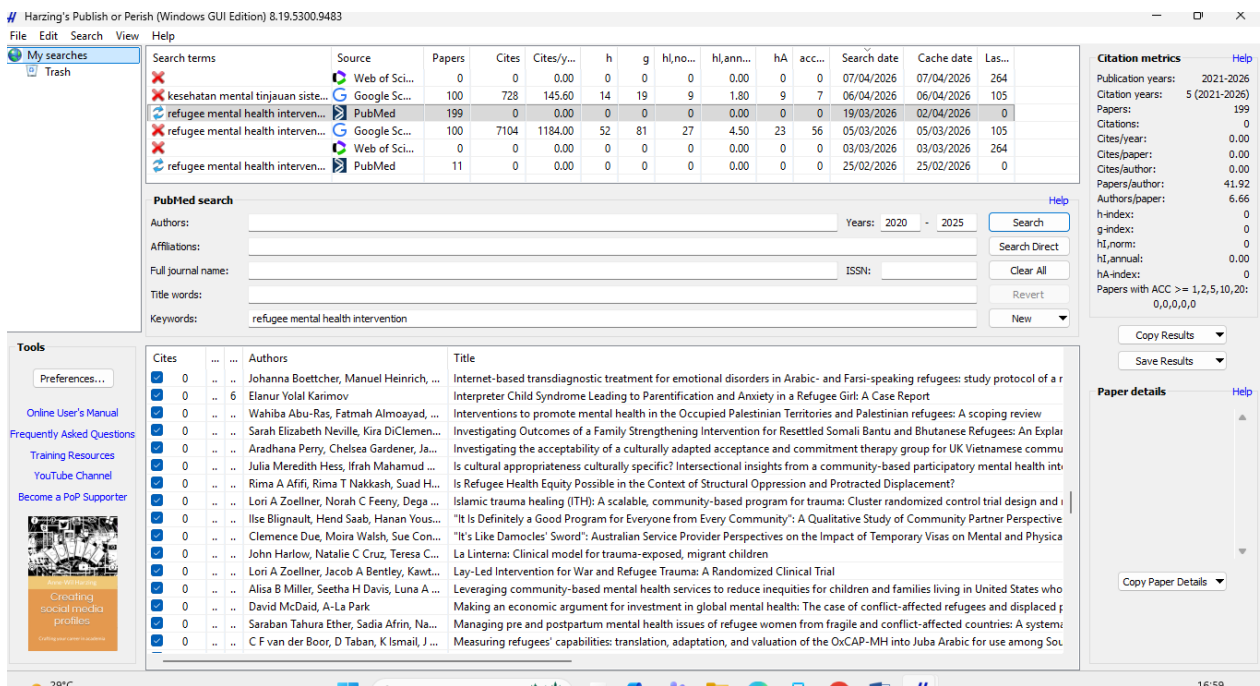 Harzing's Publish or Perish (Windows GUI Edition) 8.19.5300.9483
File Edit Search View Help
My searches
Trash
Search terms Source Papers Cites Cites/y... h g hI,no... hI,ann... hA acc... Search date Cache date Las...
Web of Sci... 0 0 0.00 0 0 0 0.00 0 0 07/04/2026 07/04/2026 264
kesehatan mental tinjauan siste... Google Sc... 100 728 145.60 14 19 9 1.80 9 7 06/04/2026 06/04/2026 105
refugee mental health interven... PubMed 199 0 0.00 0 0 0 0.00 0 0 19/03/2026 02/04/2026 0
refugee mental health interven... Google Sc... 100 7104 1184.00 52 81 27 4.50 23 56 05/03/2026 05/03/2026 105
Web of Sci... 0 0 0.00 0 0 0 0.00 0 0 03/03/2026 03/03/2026 264
refugee mental health interven... PubMed 11 0 0.00 0 0 0 0.00 0 0 25/02/2026 25/02/2026 0
PubMed search Help
Authors: Years: 2020 - 2025 Search
Affiliations: Search Direct
Full journal name: ISSN: Clear All
Title words: Revert
Keywords: refugee mental health intervention New
Cites ... ... Authors Title
0 .. .. Johanna Boettcher, Manuel Heinrich, ... Internet-based transdiagnostic treatment for emotional disorders in Arabic- and Farsi-speaking refugees: study protocol of a r
0 .. 6 Elanur Yolal Karimov Interpreter Child Syndrome Leading to Parentification and Anxiety in a Refugee Girl: A Case Report
0 .. .. Wahiba Abu-Ras, Fatmah Almoayad, ... Interventions to promote mental health in the Occupied Palestinian Territories and Palestinian refugees: A scoping review
0 .. .. Sarah Elizabeth Neville, Kira DiClemen... Investigating Outcomes of a Family Strengthening Intervention for Resettled Somali Bantu and Bhutanese Refugees: An Explar
0 .. .. Aradhana Perry, Chelsea Gardener, Ja... Investigating the acceptability of a culturally adapted acceptance and commitment therapy group for UK Vietnamese commu
0 .. .. Julia Meredith Hess, Ifrah Mahamud ... Is cultural appropriateness culturally specific? Intersectional insights from a community-based participatory mental health int
0 .. .. Rima A Afifi, Rima T Nakkash, Suad H... Is Refugee Health Equity Possible in the Context of Structural Oppression and Protracted Displacement?
0 .. .. Lori A Zoellner, Norah C Feeny, Dega ... Islamic trauma healing (ITH): A scalable, community-based program for trauma: Cluster randomized control trial design and
0 .. .. Ilse Blignault, Hend Saab, Hanan Yous... "It Is Definitely a Good Program for Everyone from Every Community": A Qualitative Study of Community Partner Perspective
0 .. .. Clemence Due, Moira Walsh, Sue Con... "It's Like Damocles' Sword": Australian Service Provider Perspectives on the Impact of Temporary Visas on Mental and Physica
0 .. .. John Harlow, Natalie C Cruz, Teresa C... La Linterna: Clinical model for trauma-exposed, migrant children
0 .. .. Lori A Zoellner, Jacob A Bentley, Kawt... Lay-Led Intervention for War and Refugee Trauma: A Randomized Clinical Trial
0 .. .. Alisa B Miller, Seetha H Davis, Luna A ... Leveraging community-based mental health services to reduce inequities for children and families living in United States who
0 .. .. David McDaid, A-La Park Making an economic argument for investment in global mental health: The case of conflict-affected refugees and displaced p
0 .. .. Saraban Tahura Ether, Sadia Afrin, Na... Managing pre and postpartum mental health issues of refugee women from fragile and conflict-affected countries: A systema
0 .. .. C F van der Boor, D Taban, K Ismail, J ... Measuring refugees' capabilities: translation, adaptation, and valuation of the OxCAP-MH into Juba Arabic for use among Sou
Tools
Preferences...
Online User's Manual
Frequently Asked Questions
Training Resources
YouTube Channel
Become a PoP Supporter
Creating
social media
profiles
Citation metrics Help
Publication years: 2021-2026
Citation years: 5 (2021-2026)
Papers: 199
Citations: 0
Cites/year: 0.00
Cites/paper: 0.00
Cites/author: 0.00
Papers/author: 41.92
Authors/paper: 6.66
h-index: 0
g-index: 0
hI,norm: 0
hI,annual: 0.00
hA-index: 0
Papers with ACC >= 1,2,5,10,20:
0,0,0,0,0
Copy Results
Save Results
Paper details Help
Copy Paper Details
29°C
16:59